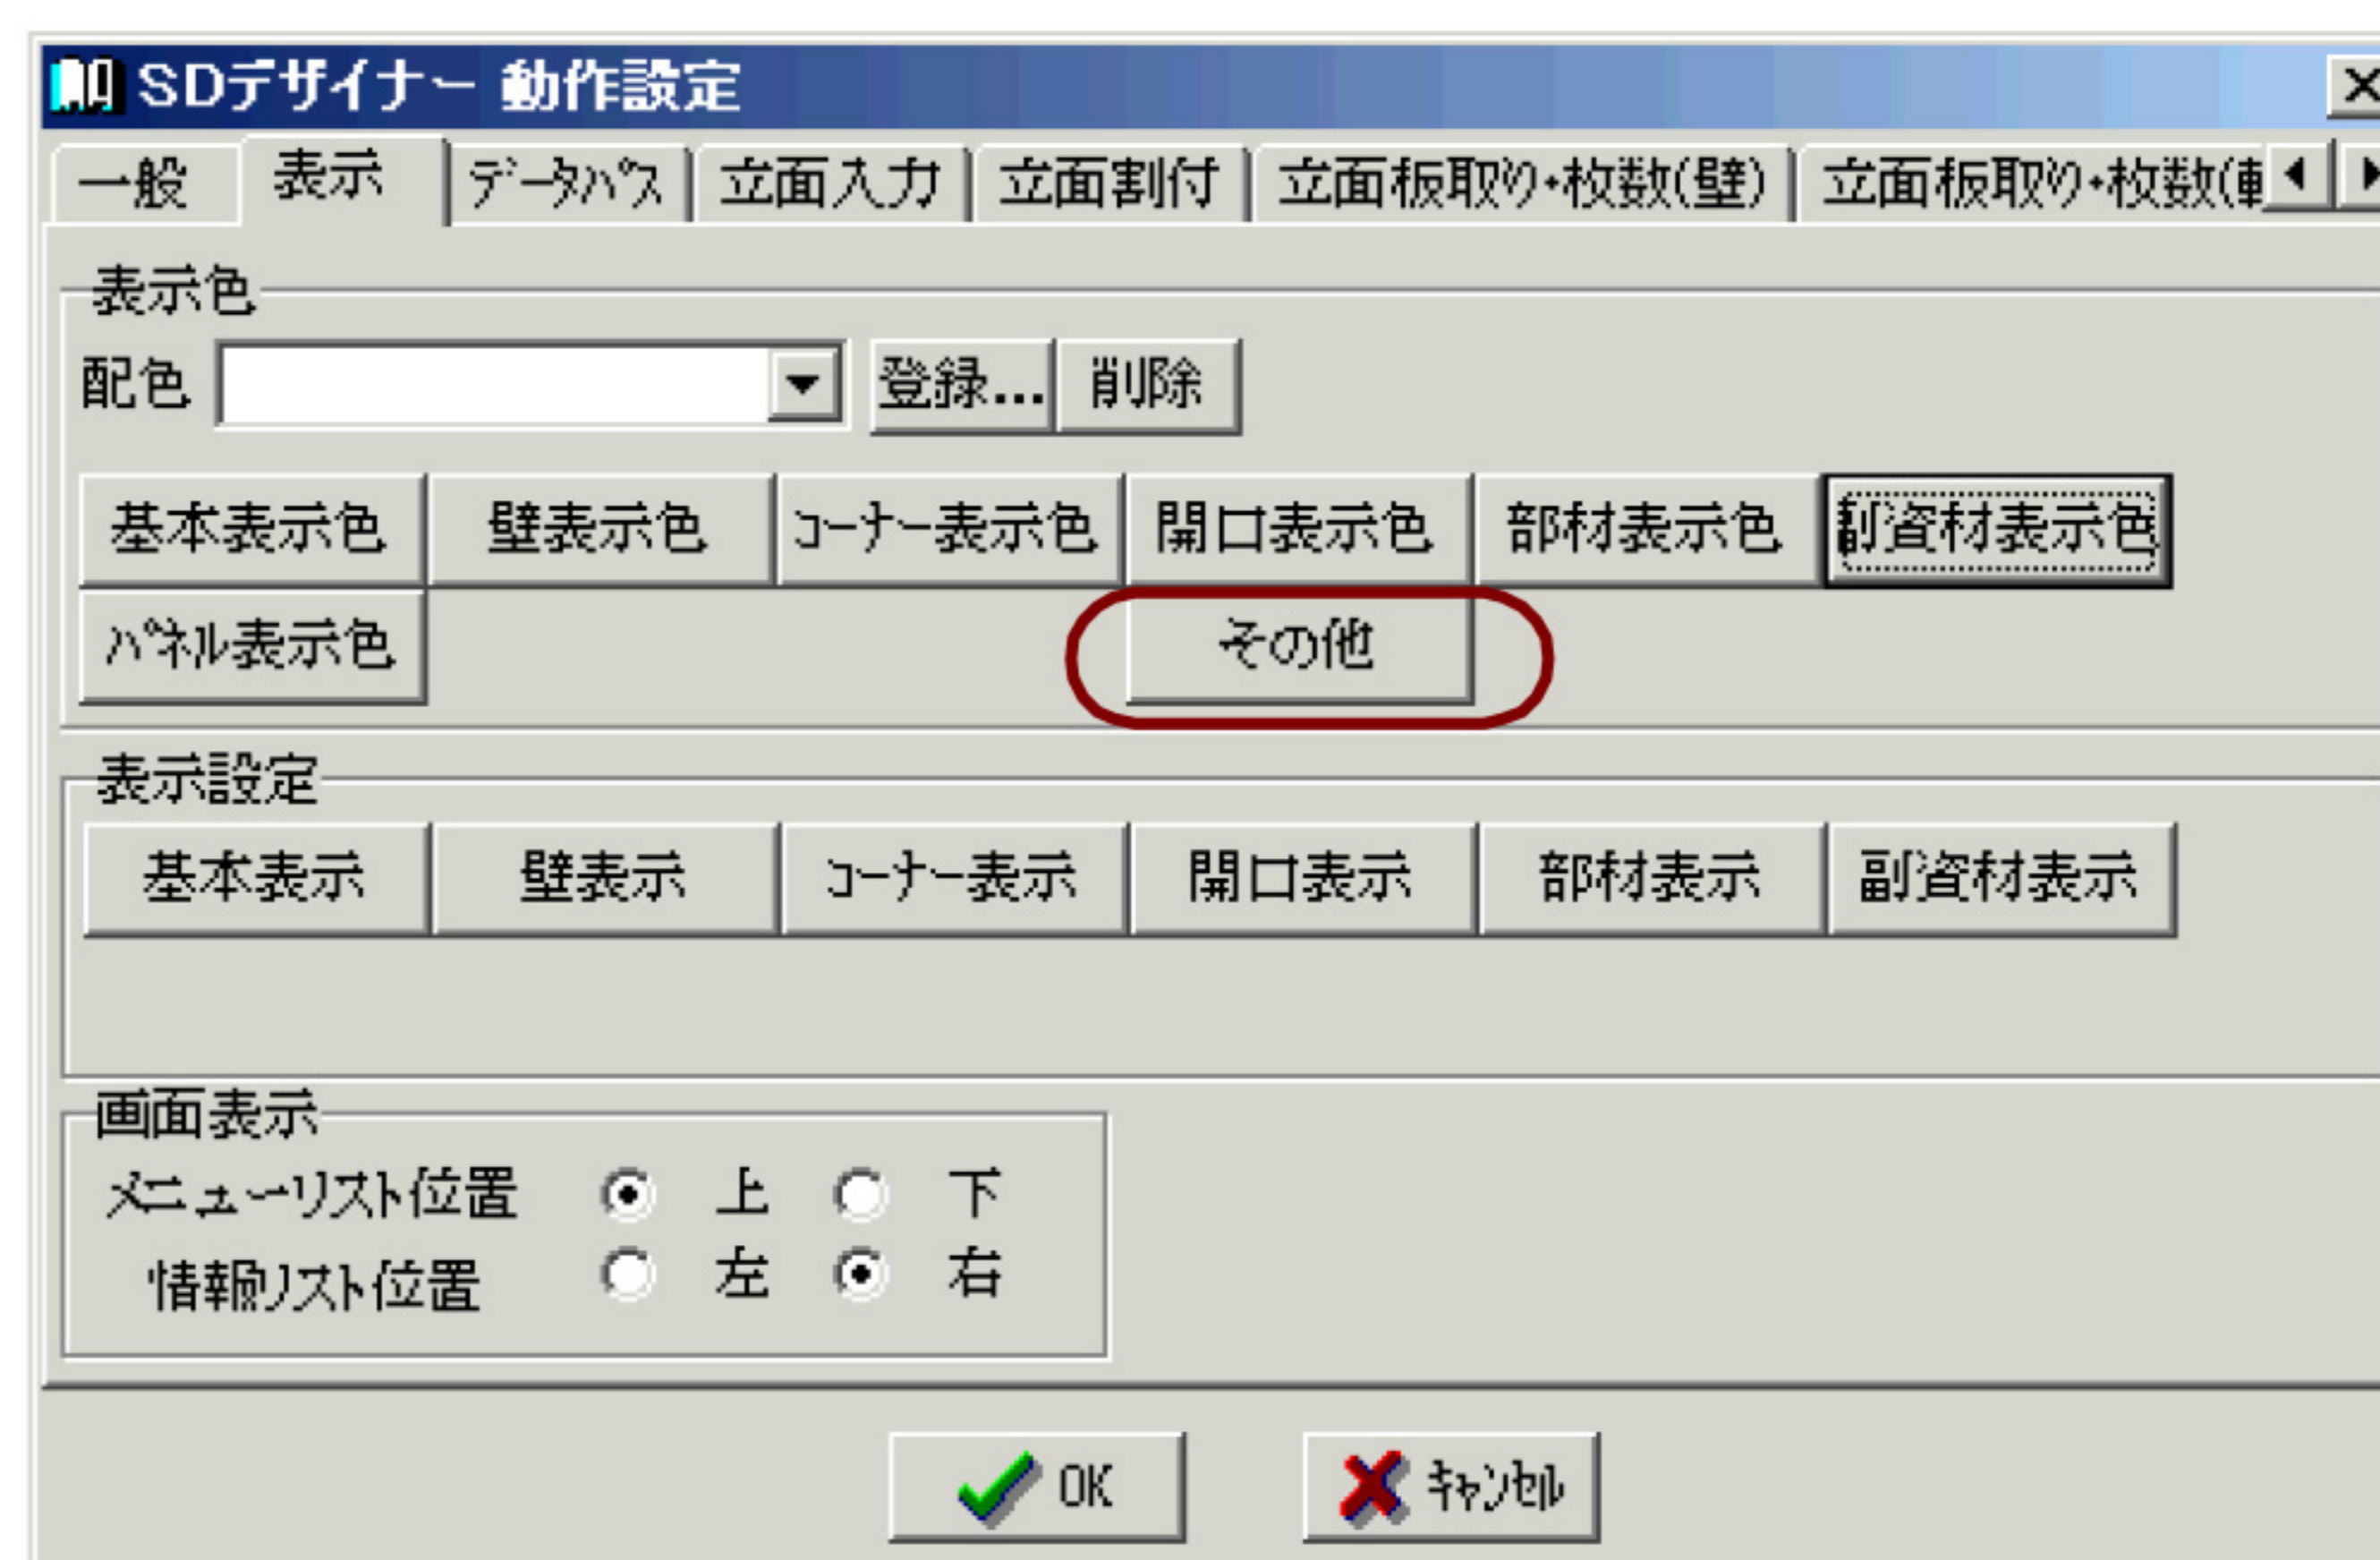 SDデザイナー 動作設定
一般 表示 ﾃﾞｰﾀﾊﾟｽ 立面入力 立面割付 立面板取り・枚数(壁) 立面板取り・枚数(
表示色
配色 登録... 削除
基本表示色 壁表示色 ｺｰﾅｰ表示色 開口表示色 部材表示色 副資材表示色
ﾊﾟﾈﾙ表示色 その他
表示設定
基本表示 壁表示 ｺｰﾅｰ表示 開口表示 部材表示 副資材表示
画面表示
ﾒﾆｭｰﾘｽﾄ位置 上 下
情報ﾘｽﾄ位置 左 右
OK ｷｬﾝｾﾙ